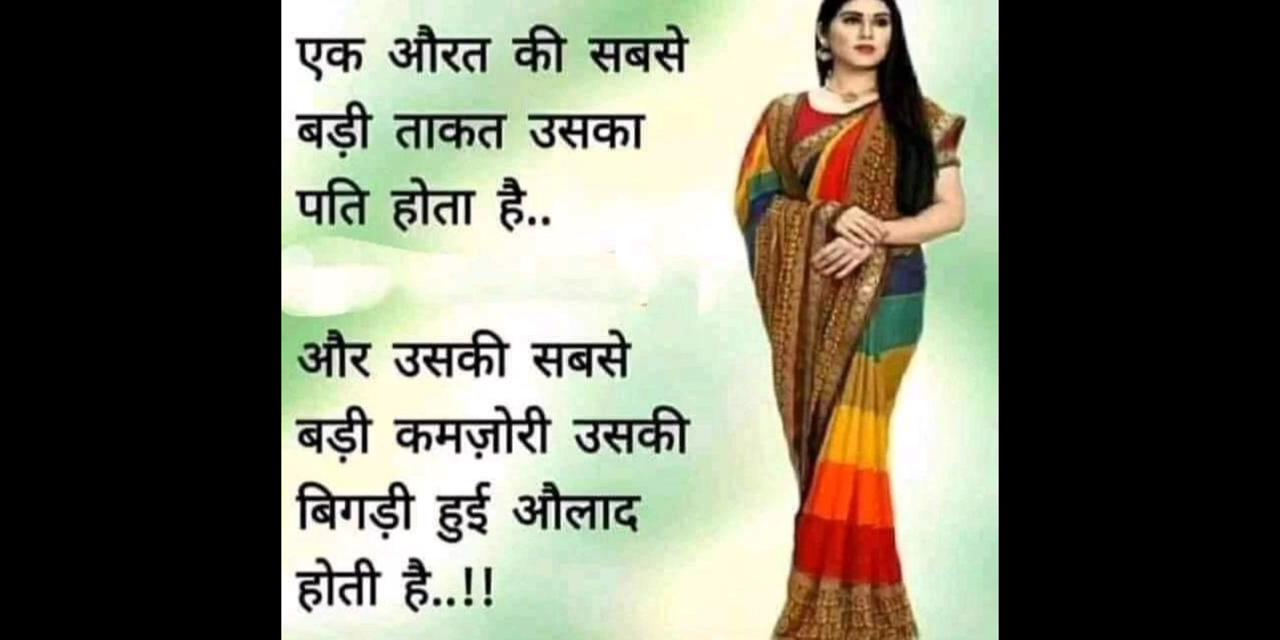 एक औरत की सबसे
बड़ी ताकत उसका
पति होता है..
और उसकी सबसे
बड़ी कमज़ोरी उसकी
बिगड़ी हुई औलाद
होती है..!!